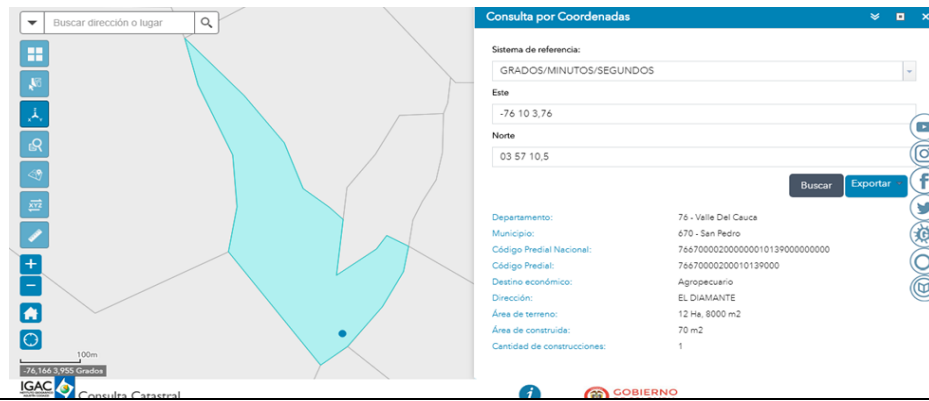 Buscar dirección o lugar
100m
-76,166 3,955 Grados
IGAC
Consulta Catastral
Consulta por Coordenadas
Sistema de referencia:
GRADOS/MINUTOS/SEGUNDOS
Este
-76 10 3,76
Norte
03 57 10,5
Buscar
Exportar
Departamento: 76 - Valle Del Cauca
Municipio: 670 - San Pedro
Código Predial Nacional: 766700002000000010139000000000
Código Predial: 76670000200010139000
Destino económico: Agropecuario
Dirección: EL DIAMANTE
Área de terreno: 12 Ha, 8000 m2
Área de construida: 70 m2
Cantidad de construcciones: 1
GOBIERNO